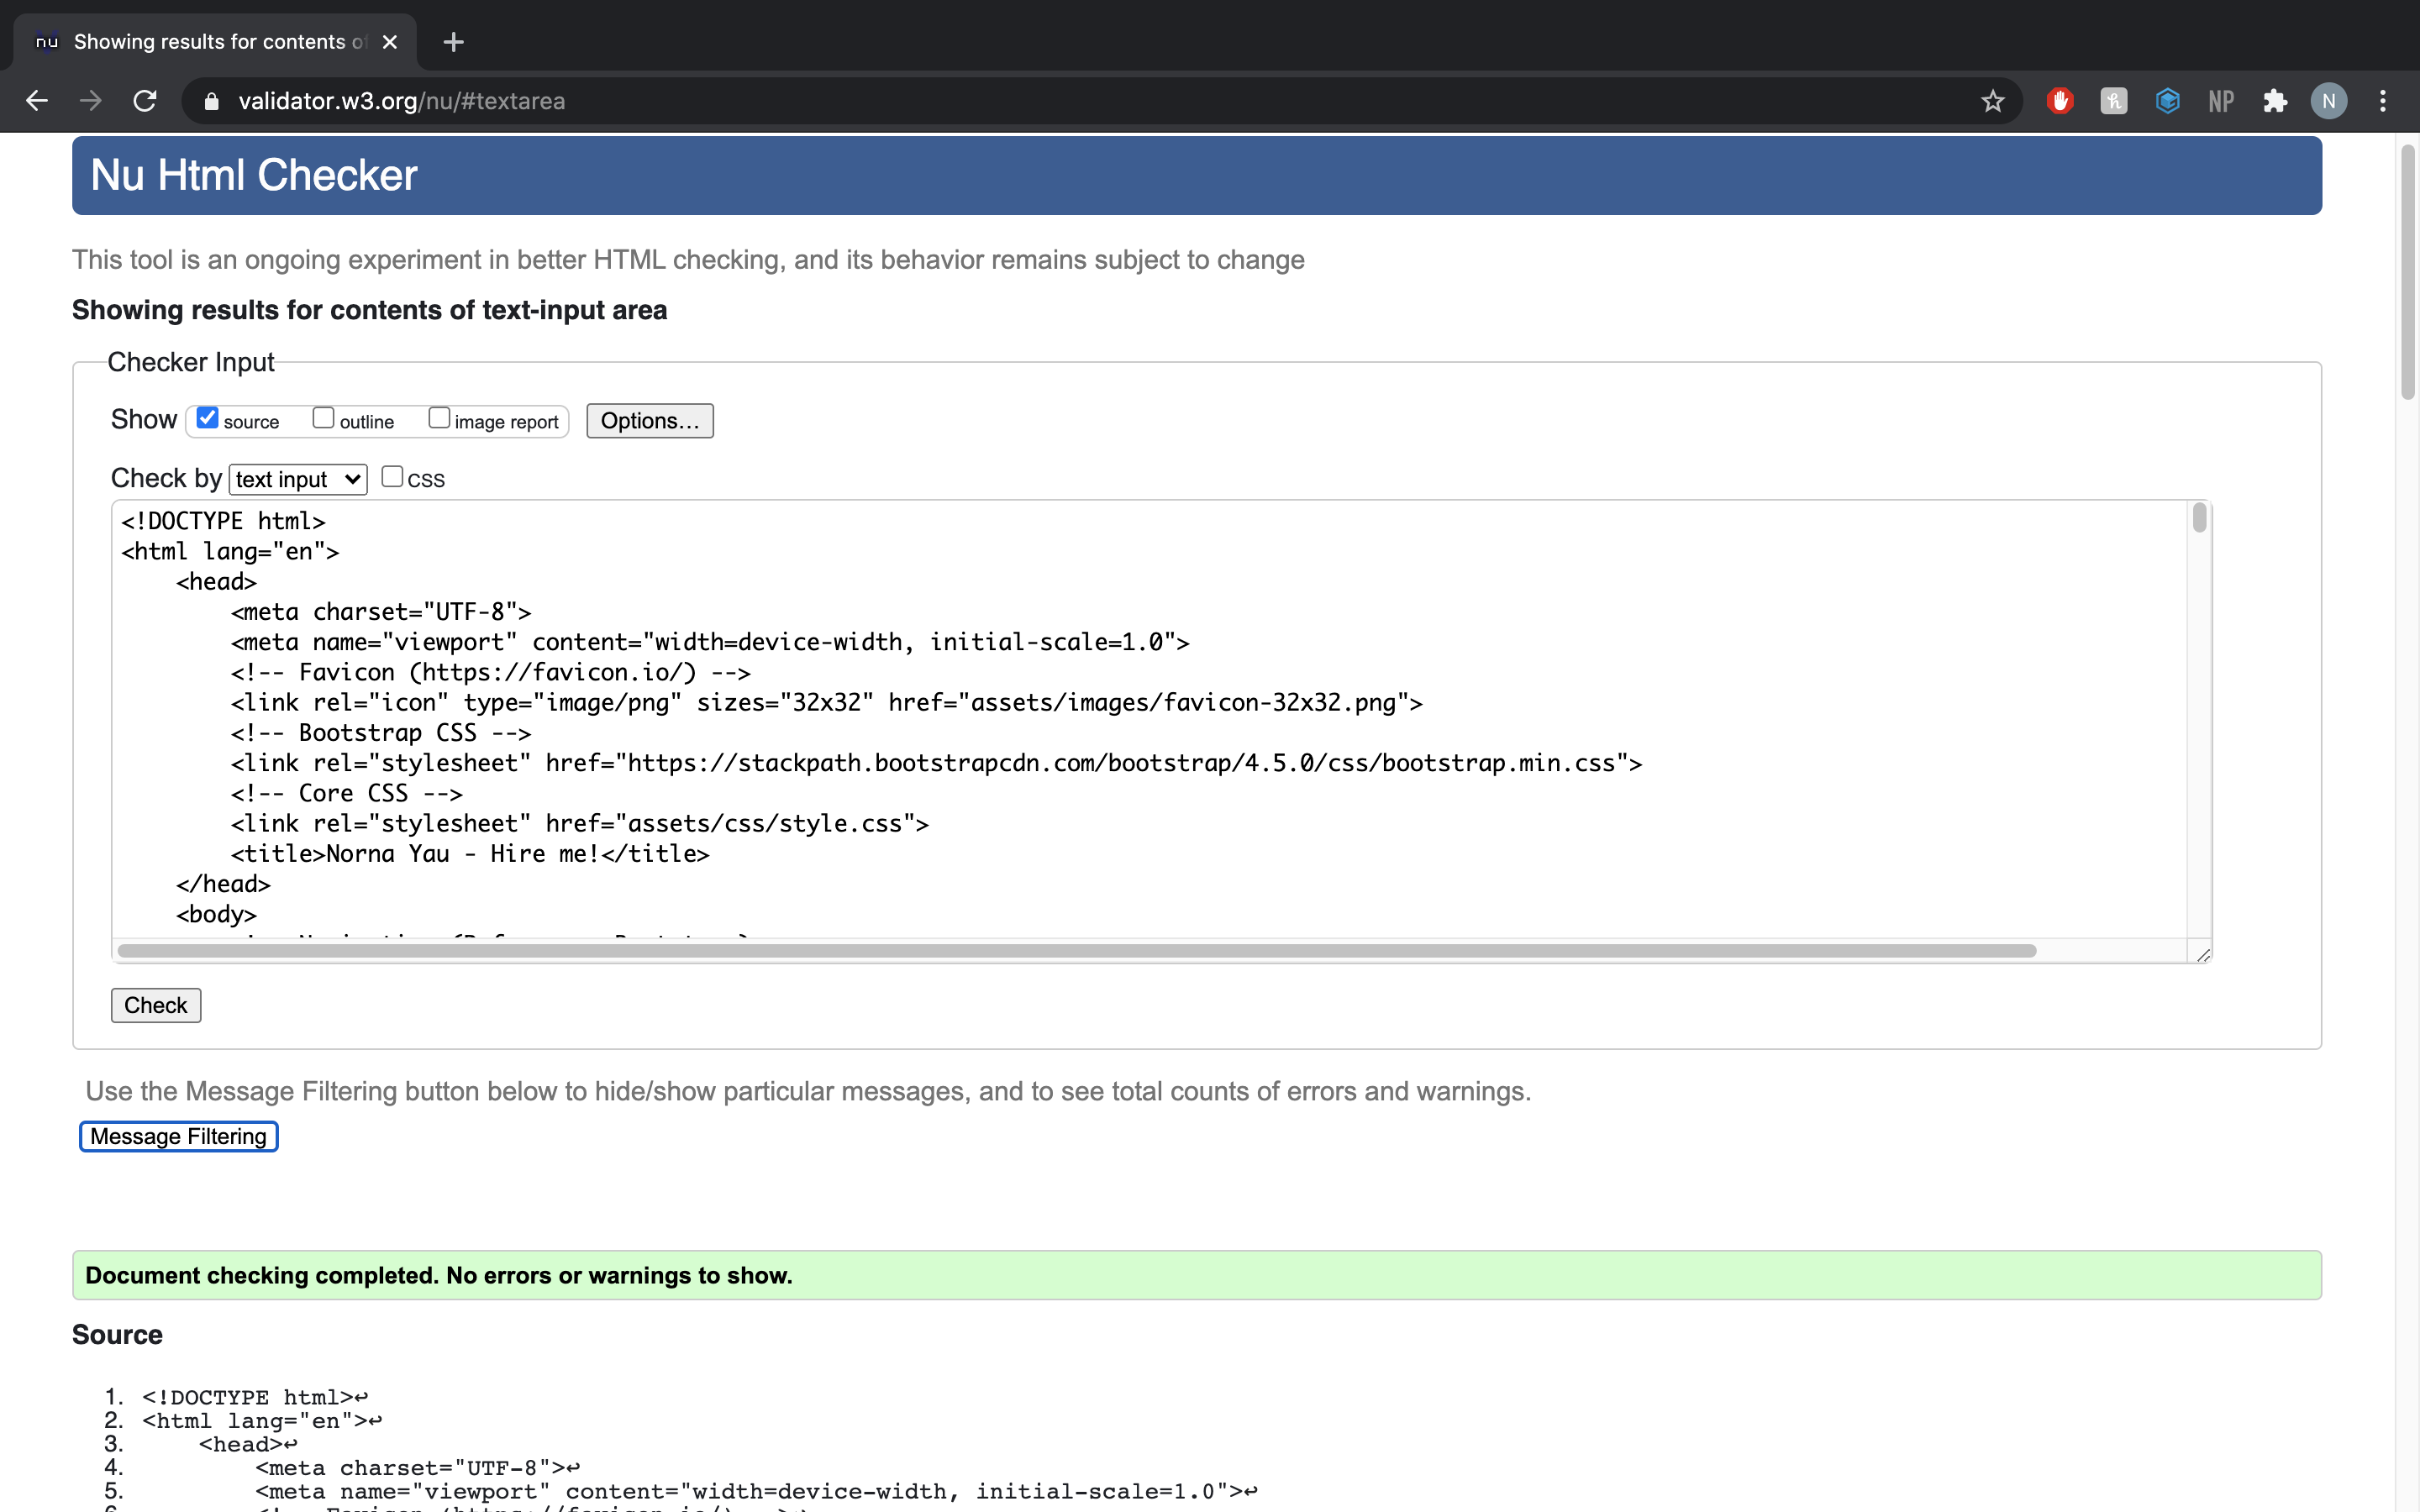 nu Showing results for contents of
validator.w3.org/nu/#textarea
NP
N
Nu Html Checker
This tool is an ongoing experiment in better HTML checking, and its behavior remains subject to change
Showing results for contents of text-input area
Checker Input
Show source outline image report Options...
Check by text input CSS
<!DOCTYPE html>
<html lang="en">
    <head>
        <meta charset="UTF-8">
        <meta name="viewport" content="width=device-width, initial-scale=1.0">
        <!-- Favicon (https://favicon.io/) -->
        <link rel="icon" type="image/png" sizes="32x32" href="assets/images/favicon-32x32.png">
        <!-- Bootstrap CSS -->
        <link rel="stylesheet" href="https://stackpath.bootstrapcdn.com/bootstrap/4.5.0/css/bootstrap.min.css">
        <!-- Core CSS -->
        <link rel="stylesheet" href="assets/css/style.css">
        <title>Norna Yau - Hire me!</title>
    </head>
    <body>
Check
Use the Message Filtering button below to hide/show particular messages, and to see total counts of errors and warnings.
Message Filtering
Document checking completed. No errors or warnings to show.
Source
1. <!DOCTYPE html>↩
2. <html lang="en">↩
3.     <head>↩
4.         <meta charset="UTF-8">↩
5.         <meta name="viewport" content="width=device-width, initial-scale=1.0">↩